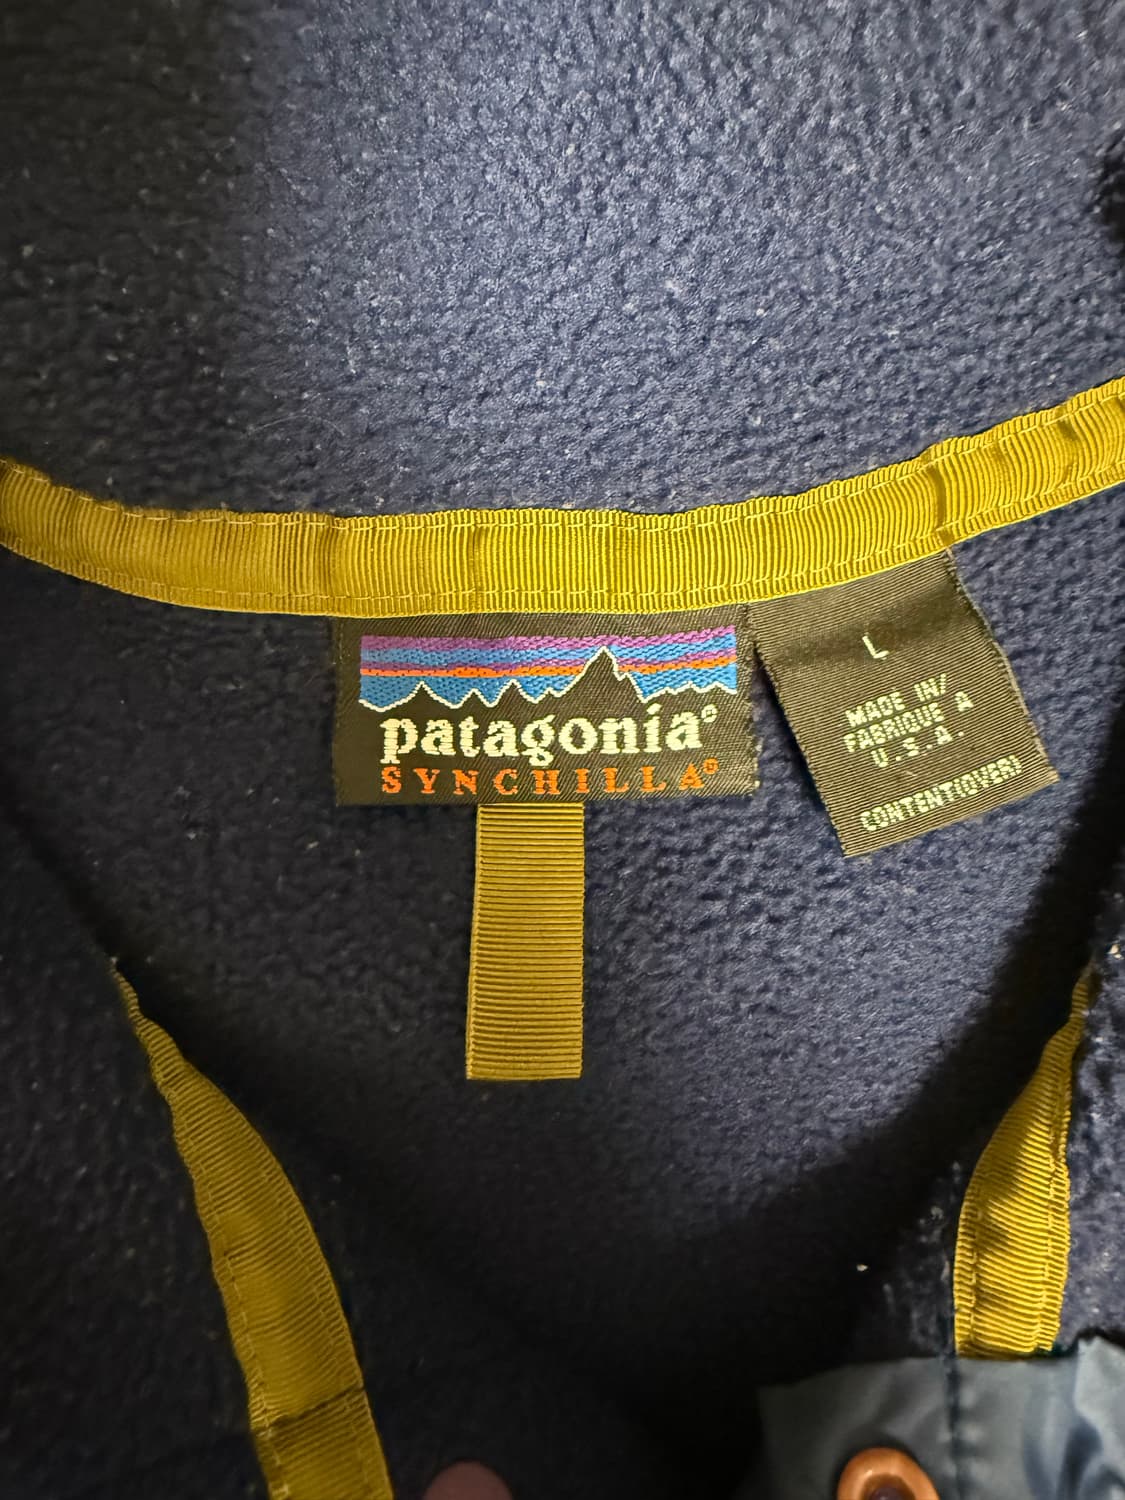 patagonia®
SYNCHILLA®
L
MADE IN/
FABRIQUE A
U.S.A.
CONTENT(OVER)